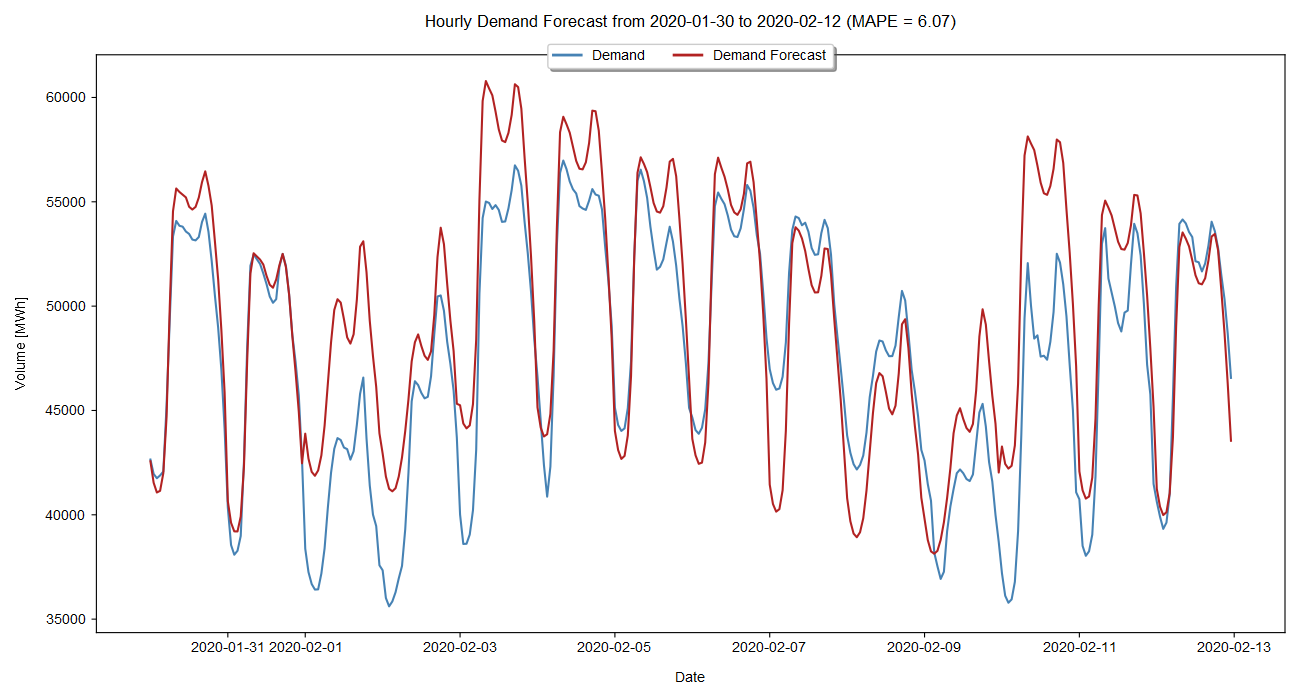 Hourly Demand Forecast from 2020-01-30 to 2020-02-12 (MAPE = 6.07)
Demand Demand Forecast
60000
55000
50000
45000
40000
35000
Volume [MWh]
2020-01-31 2020-02-01 2020-02-03 2020-02-05 2020-02-07 2020-02-09 2020-02-11 2020-02-13
Date